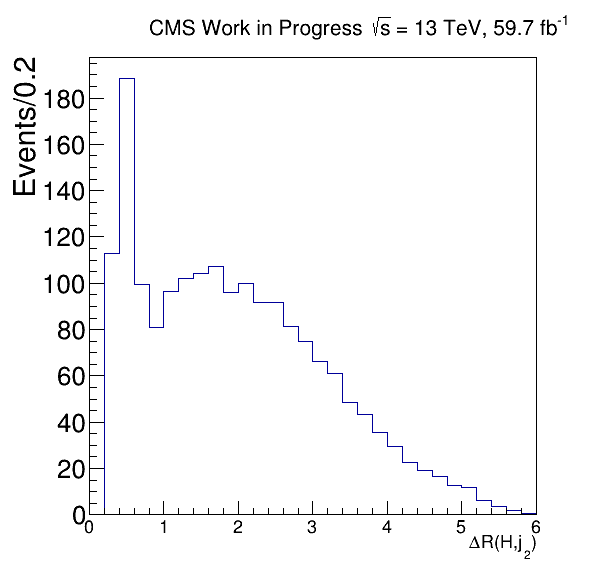 CMS Work in Progress √s = 13 TeV, 59.7 fb⁻¹
Events/0.2
180
160
140
120
100
80
60
40
20
0
0 1 2 3 4 5 6
ΔR(H,j₂)